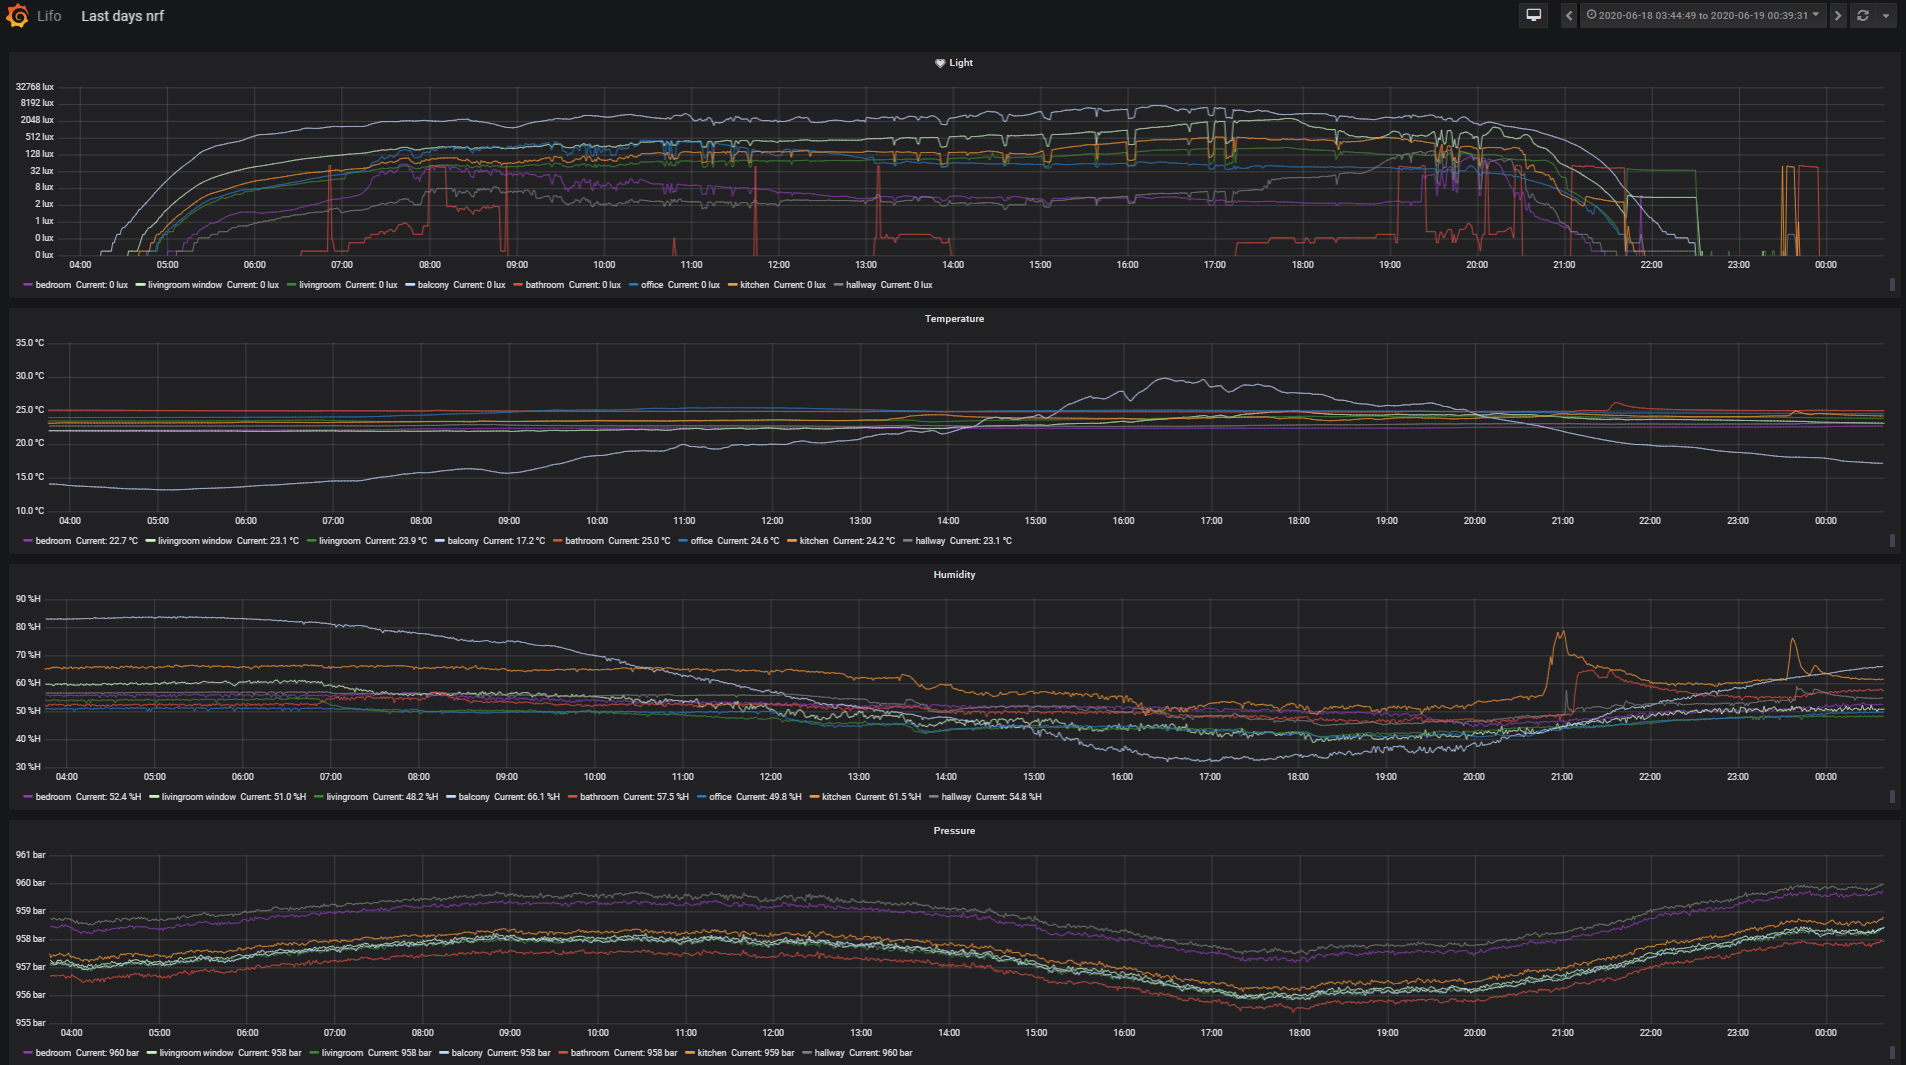 Lifo Last days nrf 2020-06-18 03:44:49 to 2020-06-19 00:39:31
Light
32768 lux
8192 lux
2048 lux
512 lux
128 lux
32 lux
8 lux
2 lux
1 lux
0 lux
0 lux
04:00 05:00 06:00 07:00 08:00 09:00 10:00 11:00 12:00 13:00 14:00 15:00 16:00 17:00 18:00 19:00 20:00 21:00 22:00 23:00 00:00
bedroom Current: 0 lux livingroom window Current: 0 lux livingroom Current: 0 lux balcony Current: 0 lux bathroom Current: 0 lux office Current: 0 lux kitchen Current: 0 lux hallway Current: 0 lux
Temperature
35.0 °C
30.0 °C
25.0 °C
20.0 °C
15.0 °C
10.0 °C
04:00 05:00 06:00 07:00 08:00 09:00 10:00 11:00 12:00 13:00 14:00 15:00 16:00 17:00 18:00 19:00 20:00 21:00 22:00 23:00 00:00
bedroom Current: 22.7 °C livingroom window Current: 23.1 °C livingroom Current: 23.9 °C balcony Current: 17.2 °C bathroom Current: 25.0 °C office Current: 24.6 °C kitchen Current: 24.2 °C hallway Current: 23.1 °C
Humidity
90 %H
80 %H
70 %H
60 %H
50 %H
40 %H
30 %H
04:00 05:00 06:00 07:00 08:00 09:00 10:00 11:00 12:00 13:00 14:00 15:00 16:00 17:00 18:00 19:00 20:00 21:00 22:00 23:00 00:00
bedroom Current: 52.4 %H livingroom window Current: 51.0 %H livingroom Current: 48.2 %H balcony Current: 66.1 %H bathroom Current: 57.5 %H office Current: 49.8 %H kitchen Current: 61.5 %H hallway Current: 54.8 %H
Pressure
961 bar
960 bar
959 bar
958 bar
957 bar
956 bar
955 bar
04:00 05:00 06:00 07:00 08:00 09:00 10:00 11:00 12:00 13:00 14:00 15:00 16:00 17:00 18:00 19:00 20:00 21:00 22:00 23:00 00:00
bedroom Current: 960 bar livingroom window Current: 958 bar livingroom Current: 958 bar balcony Current: 958 bar bathroom Current: 958 bar kitchen Current: 959 bar hallway Current: 960 bar